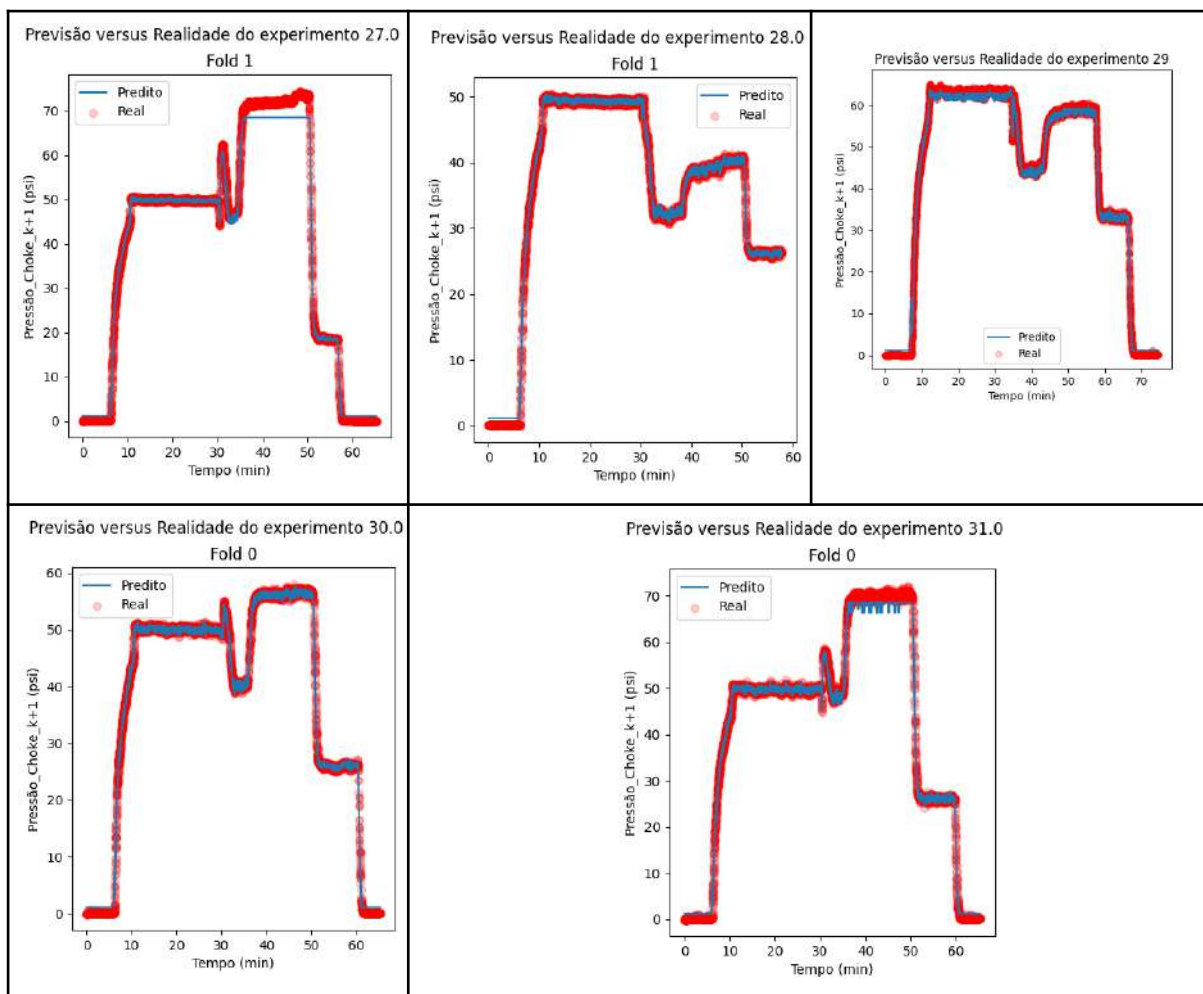 Previsão versus Realidade do experimento 27.0
Fold 1
Predito
Real
70
60
50
40
30
20
10
0
Pressão_Choke_k+1 (psi)
0 10 20 30 40 50 60
Tempo (min)
Previsão versus Realidade do experimento 28.0
Fold 1
Predito
Real
50
40
30
20
10
0
Pressão_Choke_k+1 (psi)
0 10 20 30 40 50 60
Tempo (min)
Previsão versus Realidade do experimento 29
60
50
40
30
20
10
0
Pressão_Choke_k+1 (psi)
Predito
Real
0 10 20 30 40 50 60 70
Tempo (min)
Previsão versus Realidade do experimento 30.0
Fold 0
Predito
Real
60
50
40
30
20
10
0
Pressão_Choke_k+1 (psi)
0 10 20 30 40 50 60
Tempo (min)
Previsão versus Realidade do experimento 31.0
Fold 0
Predito
Real
70
60
50
40
30
20
10
0
Pressão_Choke_k+1 (psi)
0 10 20 30 40 50 60
Tempo (min)